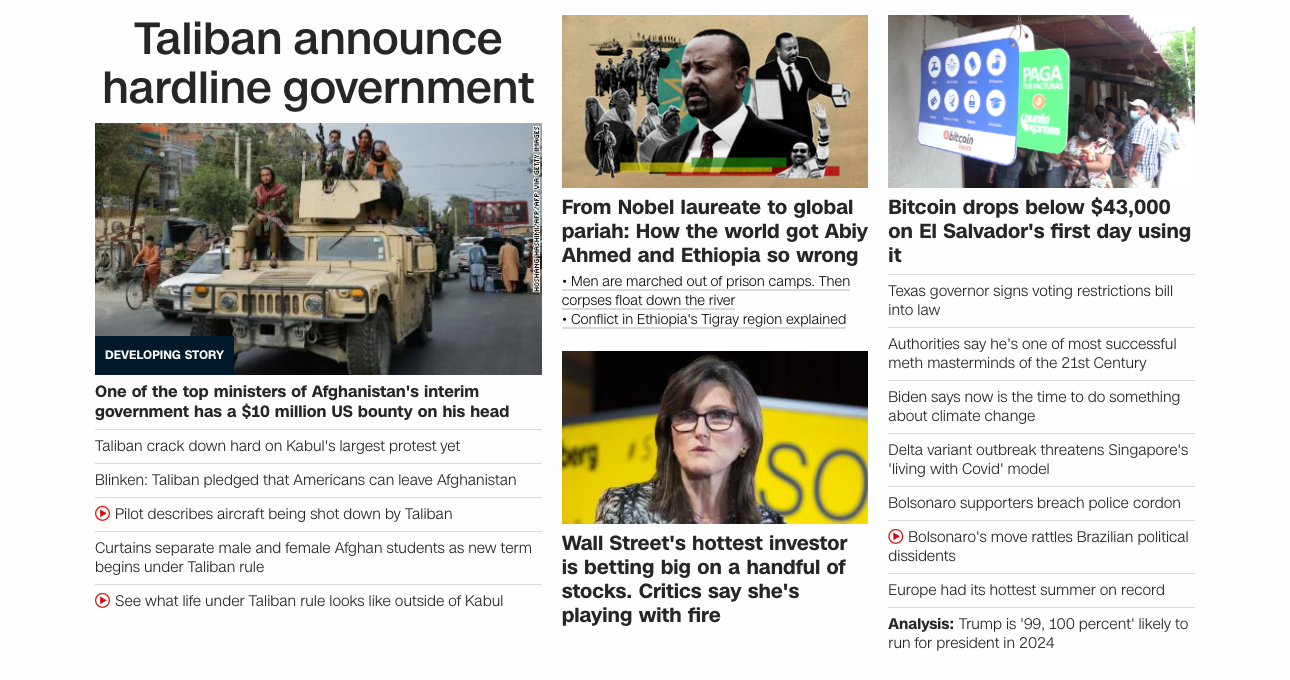 Taliban announce
hardline government
HOSHANG HASHIMI/AFP/AFP VIA GETTY IMAGES
DEVELOPING STORY
One of the top ministers of Afghanistan's interim
government has a $10 million US bounty on his head
Taliban crack down hard on Kabul's largest protest yet
Blinken: Taliban pledged that Americans can leave Afghanistan
Pilot describes aircraft being shot down by Taliban
Curtains separate male and female Afghan students as new term
begins under Taliban rule
See what life under Taliban rule looks like outside of Kabul
From Nobel laureate to global
pariah: How the world got Abiy
Ahmed and Ethiopia so wrong
• Men are marched out of prison camps. Then
corpses float down the river
• Conflict in Ethiopia's Tigray region explained
berg
SO
Wall Street's hottest investor
is betting big on a handful of
stocks. Critics say she's
playing with fire
bitcoin
PAGA
TUS FACTURAS
punto
express
Bitcoin drops below $43,000
on El Salvador's first day using
it
Texas governor signs voting restrictions bill
into law
Authorities say he's one of most successful
meth masterminds of the 21st Century
Biden says now is the time to do something
about climate change
Delta variant outbreak threatens Singapore's
'living with Covid' model
Bolsonaro supporters breach police cordon
Bolsonaro's move rattles Brazilian political
dissidents
Europe had its hottest summer on record
Analysis: Trump is '99, 100 percent' likely to
run for president in 2024